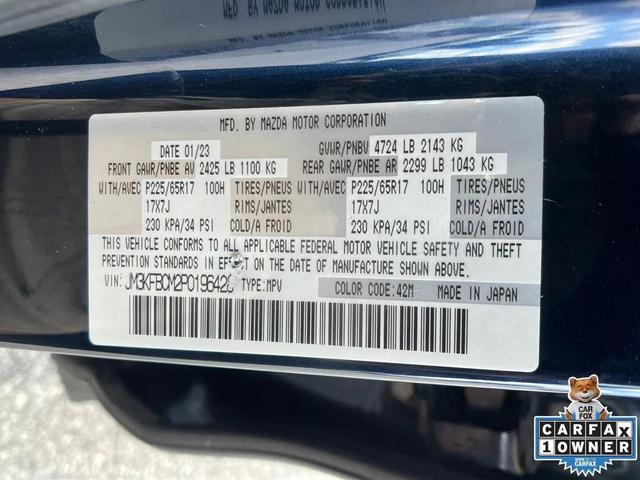 MFD. BY MAZDA MOTOR CORPORATION
DATE 01/23
GVWR/PNBV 4724 LB 2143 KG
FRONT GAWR/PNBE AV 2425 LB 1100 KG
REAR GAWR/PNBE AR 2299 LB 1043 KG
WITH/AVEC P225/65R17 100H TIRES/PNEUS
17X7J RIMS/JANTES
230 KPA/34 PSI COLD/A FROID
WITH/AVEC P225/65R17 100H TIRES/PNEUS
17X7J RIMS/JANTES
230 KPA/34 PSI COLD/A FROID
THIS VEHICLE CONFORMS TO ALL APPLICABLE FEDERAL MOTOR VEHICLE SAFETY AND THEFT
PREVENTION STANDARDS IN EFFECT ON THE DATE OF MANUFACTURE SHOWN ABOVE.
VIN: TYPE:MPV
COLOR CODE:42M MADE IN JAPAN
CAR
FOX
CARFAX
1 OWNER